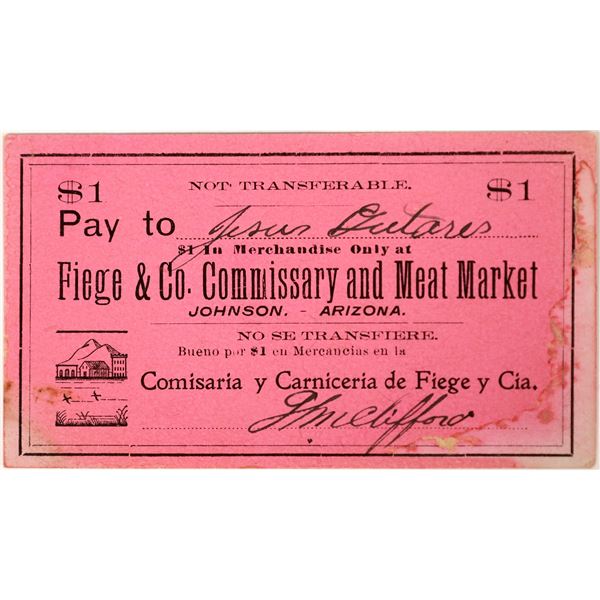 $1 NOT TRANSFERABLE. $1
Pay to Jesus
$1 In Merchandise Only at
Fiege & Co. Commissary and Meat Market
JOHNSON. - ARIZONA.
NO SE TRANSFIERE.
Bueno por $1 en Mercancias en la
Comisaria y Carniceria de Fiege y Cia.